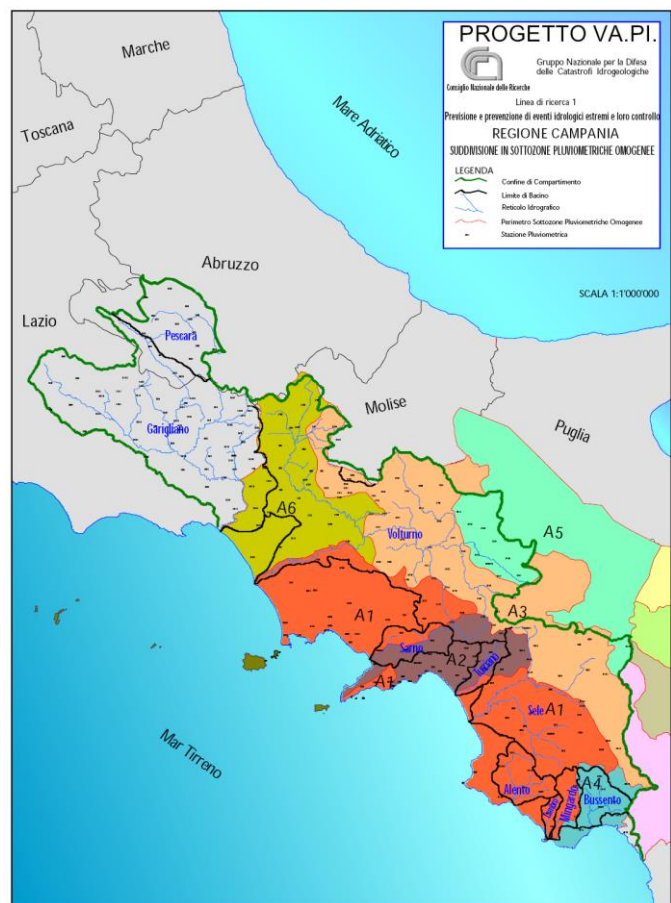 PROGETTO VA.PI.
Gruppo Nazionale per la Difesa
delle Catastrofi Idrogeologiche
Consiglio Nazionale delle Ricerche
Linea di ricerca 1
Previsione e prevenzione di eventi idrologici estremi e loro controllo
REGIONE CAMPANIA
SUDDIVISIONE IN SOTTOZONE PLUVIOMETRICHE OMOGENEE
LEGENDA
Confine di Compartimento
Limite di Bacino
Reticolo Idrografico
Perimetro Sottozone Pluviometriche Omogenee
Stazione Pluviometrica
SCALA 1:1'000'000
Marche
Toscana
Mare Adriatico
Abruzzo
Lazio
Pescara
Garigliano
Molise
Puglia
A6
Volturno
A5
A1
A3
Sarno
A2
Tusciano
A1
Sele
A1
Mar Tirreno
Alento
Mingardo
A4
Bussento